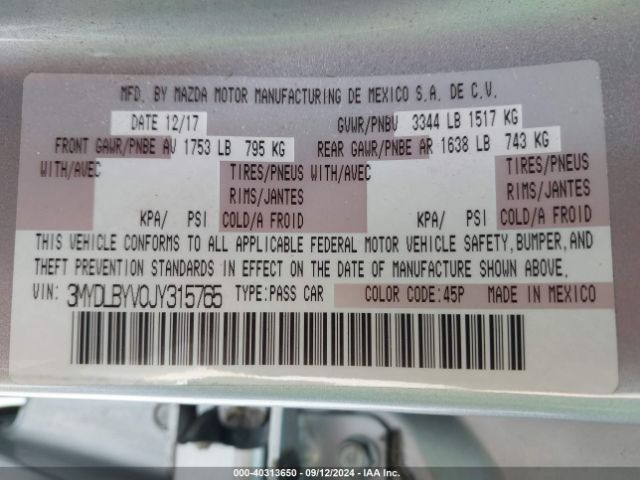 MFD. BY MAZDA MOTOR MANUFACTURING DE MEXICO S.A. DE C.V.
DATE 12/17 GVWR/PNBV 3344 LB 1517 KG
FRONT GAWR/PNBE AV 1753 LB 795 KG REAR GAWR/PNBE AR 1638 LB 743 KG
WITH/AVEC TIRES/PNEUS WITH/AVEC TIRES/PNEUS
RIMS/JANTES RIMS/JANTES
KPA/ PSI COLD/A FROID KPA/ PSI COLD/A FROID
THIS VEHICLE CONFORMS TO ALL APPLICABLE FEDERAL MOTOR VEHICLE SAFETY, BUMPER, AND
THEFT PREVENTION STANDARDS IN EFFECT ON THE DATE OF MANUFACTURE SHOWN ABOVE.
VIN: 3MYDLBYV0JY315765 TYPE:PASS CAR COLOR CODE:45P MADE IN MEXICO
000-40313650 - 09/12/2024 - IAA Inc.